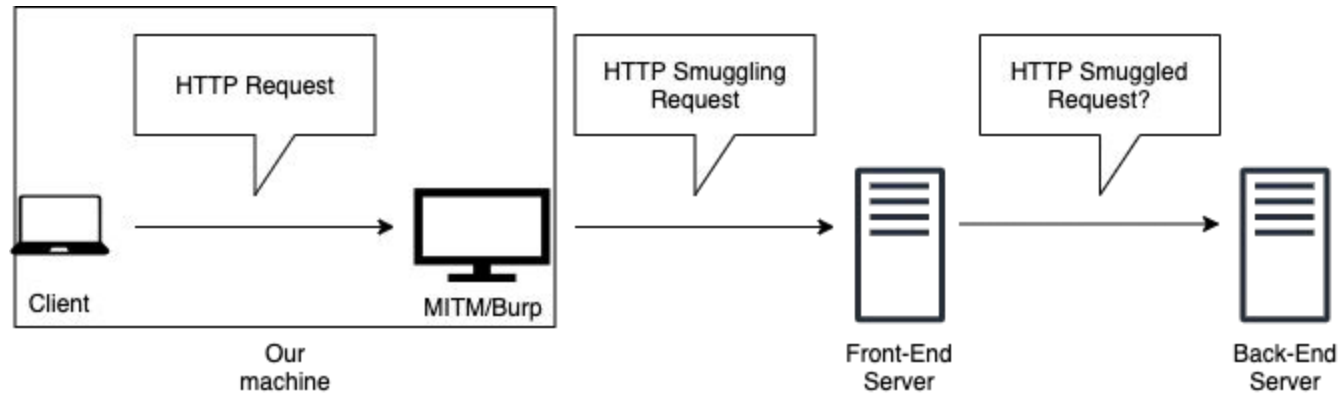 HTTP Request
HTTP Smuggling
Request
HTTP Smuggled
Request?
Client
MITM/Burp
Our
machine
Front-End
Server
Back-End
Server